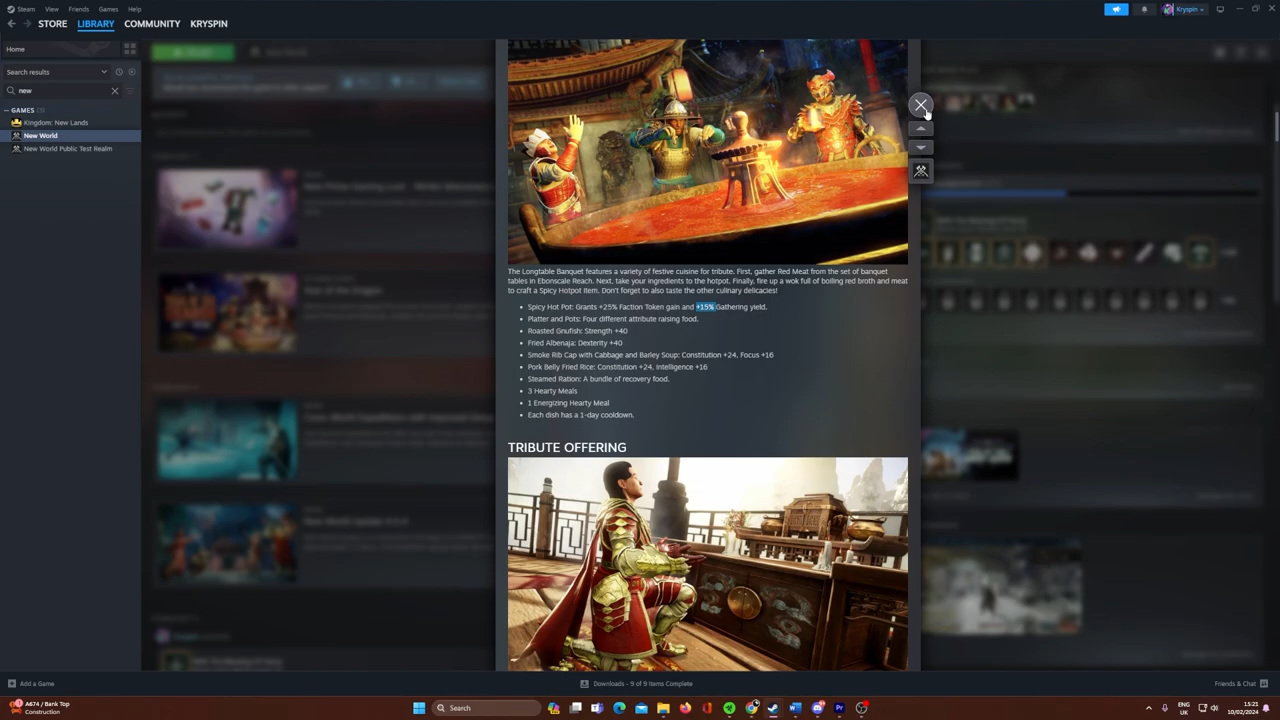 Steam View Friends Games Help
Kryspin
STORE LIBRARY COMMUNITY KRYSPIN
Home
Search results
new
GAMES (3)
Kingdom: New Lands
New World
New World Public Test Realm
The Longtable Banquet features a variety of festive cuisine for tribute. First, gather Red Meat from the set of banquet
tables in Ebonscale Reach. Next, take your ingredients to the hotpot. Finally, fire up a wok full of boiling red broth and meat
to craft a Spicy Hotpot item. Don't forget to also taste the other culinary delicacies!
Spicy Hot Pot: Grants +25% Faction Token gain and +15% Gathering yield.
Platter and Pots: Four different attribute raising food.
Roasted Gnufish: Strength +40
Fried Albenaja: Dexterity +40
Smoke Rib Cap with Cabbage and Barley Soup: Constitution +24, Focus +16
Pork Belly Fried Rice: Constitution +24, Intelligence +16
Steamed Ration: A bundle of recovery food.
3 Hearty Meals
1 Energizing Hearty Meal
Each dish has a 1-day cooldown.
TRIBUTE OFFERING
Add a Game
Downloads - 9 of 9 Items Complete
Friends & Chat
A674 / Bank Top
Construction
Search
ENG
UK
15:21
10/02/2024